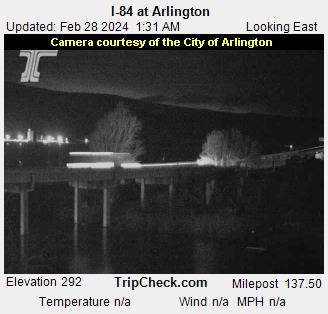 I-84 at Arlington
Updated: Feb 28 2024 1:31 AM Looking East
Camera courtesy of the City of Arlington
Elevation 292 TripCheck.com Milepost 137.50
Temperature n/a Wind n/a MPH n/a